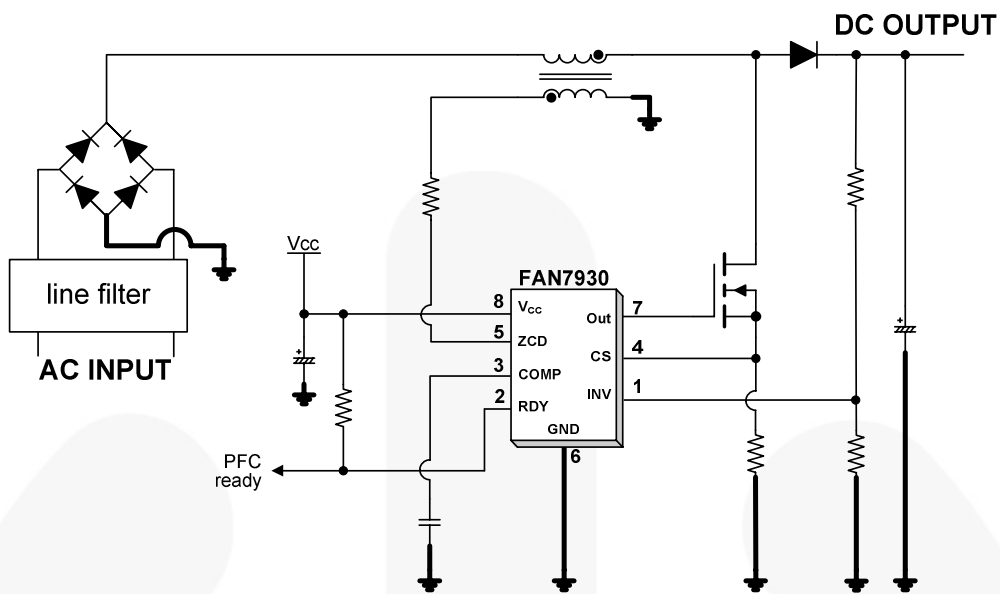 DC OUTPUT
line filter
AC INPUT
Vcc
PFC
ready
FAN7930
8
VCC
5
ZCD
3
COMP
2
RDY
Out
7
CS
4
INV
1
GND
6
+
+